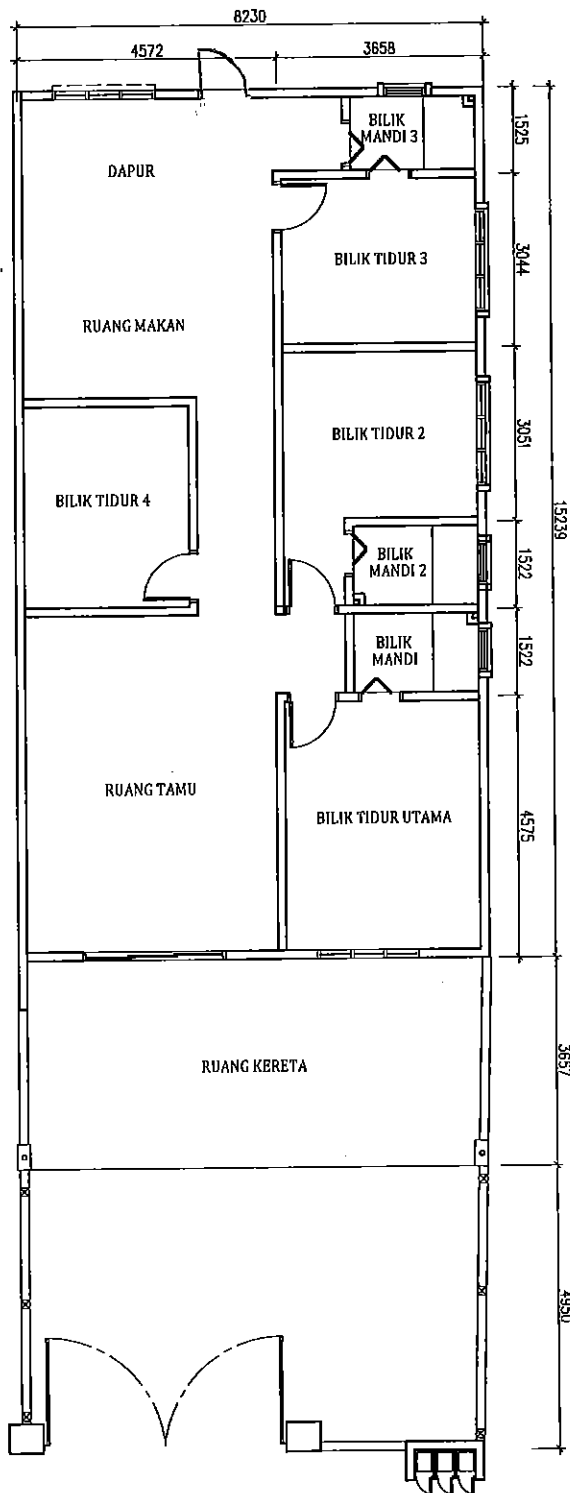 8230
4572
3658
BILIK
MANDI 3
1525
DAPUR
BILIK TIDUR 3
3044
RUANG MAKAN
BILIK TIDUR 2
3051
BILIK TIDUR 4
15239
BILIK
MANDI 2
1522
BILIK
MANDI
1522
RUANG TAMU
BILIK TIDUR UTAMA
4575
RUANG KERETA
3657
4950